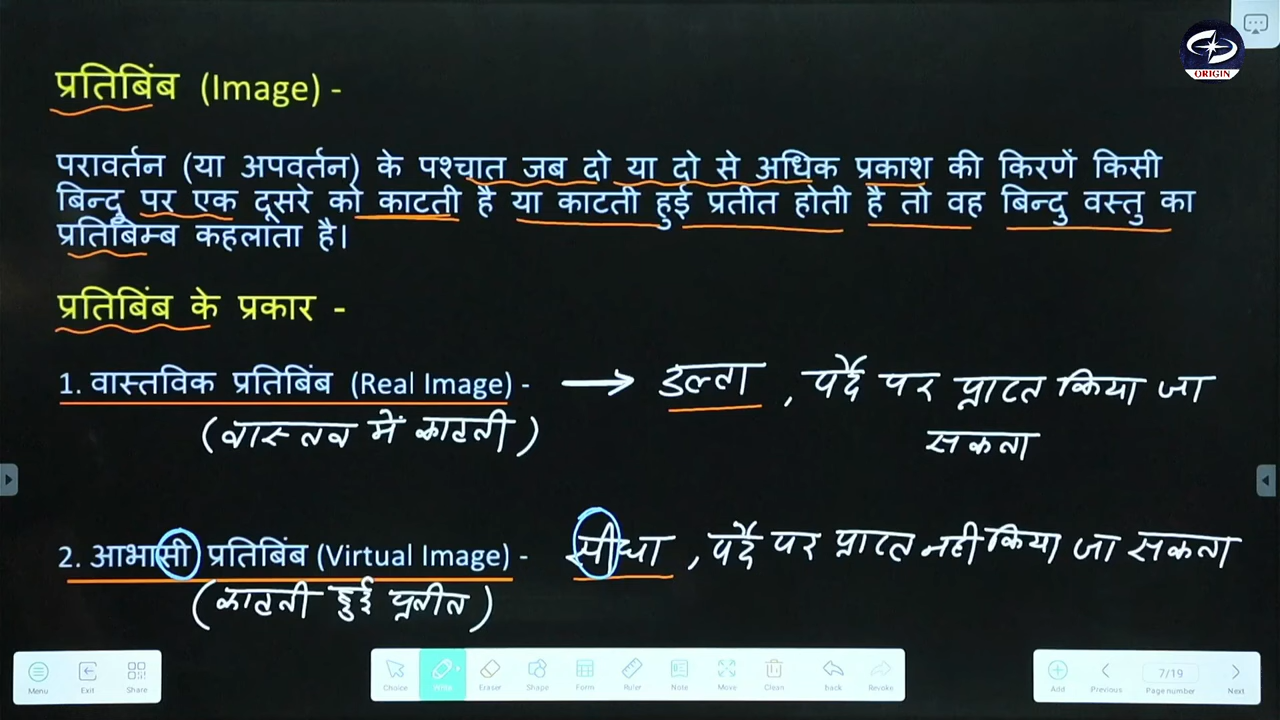 ORIGIN
प्रतिबिंब (Image) -
परावर्तन (या अपवर्तन) के पश्चात जब दो या दो से अधिक प्रकाश की किरणें किसी
बिन्दु पर एक दूसरे को काटती है या काटती हुई प्रतीत होती है तो वह बिन्दु वस्तु का
प्रतिबिम्ब कहलाता है।
प्रतिबिंब के प्रकार -
1. वास्तविक प्रतिबिंब (Real Image) - → उल्टा, पर्दे पर प्राप्त किया जा
सकता
(वास्तव में काटती)
2. आभासी प्रतिबिंब (Virtual Image) - सीधा, पर्दे पर प्राप्त नही किया जा सकता
(काटती हुई प्रतीत)
Menu Exit Share Choice Eraser Shape Form Ruler Note Move Clean back Revoke Add Previous 7/19 Page number Next